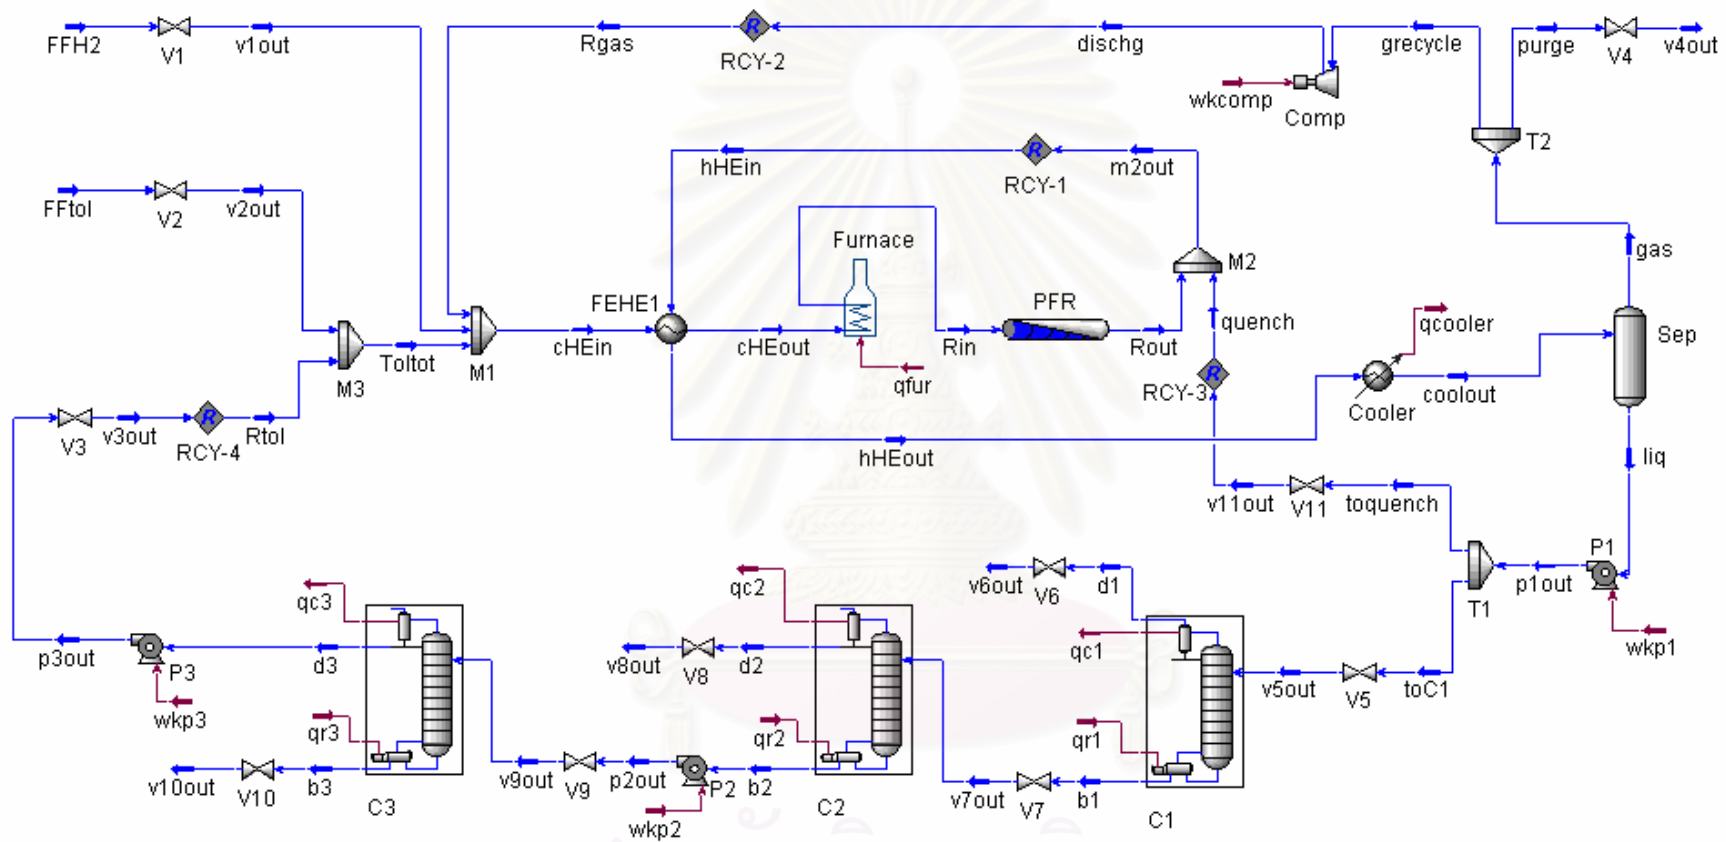 FFH2
V1
v1out
Rgas
R
RCY-2
dischg
grecycle
purge
V4
v4out
wkcomp
Comp
T2
hHEin
R
RCY-1
m2out
FFtol
V2
v2out
Furnace
M2
gas
FEHE1
PFR
quench
qcooler
Sep
M3
Toltot
M1
cHEin
cHEout
qfur
Rin
Rout
R
RCY-3
Cooler
coolout
V3
v3out
R
RCY-4
Rtol
hHEout
liq
v11out
V11
toquench
P1
p1out
T1
wkp1
v6out
V6
d1
qc3
qc2
qc1
p3out
P3
d3
v8out
V8
d2
v5out
V5
toC1
wkp3
qr3
qr2
qr1
v10out
V10
b3
C3
v9out
V9
p2out
P2
b2
wkp2
C2
v7out
V7
b1
C1